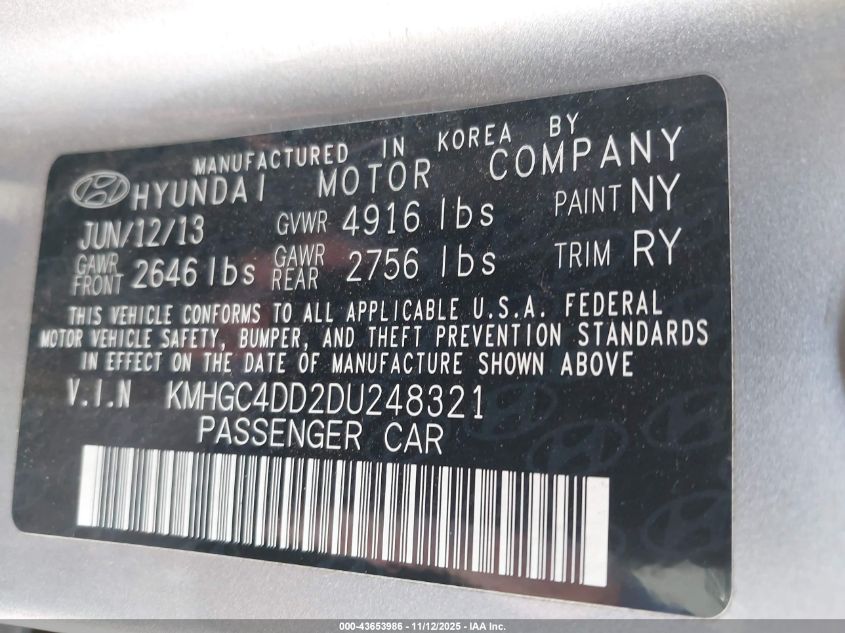 MANUFACTURED IN KOREA BY
HYUNDAI MOTOR COMPANY
JUN/12/13 GVWR 4916 lbs PAINT NY
GAWR FRONT 2646 lbs GAWR REAR 2756 lbs TRIM RY
THIS VEHICLE CONFORMS TO ALL APPLICABLE U.S.A. FEDERAL
MOTOR VEHICLE SAFETY, BUMPER, AND THEFT PREVENTION STANDARDS
IN EFFECT ON THE DATE OF MANUFACTURE SHOWN ABOVE
V.I.N KMHGC4DD2DU248321
PASSENGER CAR
000-43653986 - 11/12/2025 - IAA Inc.